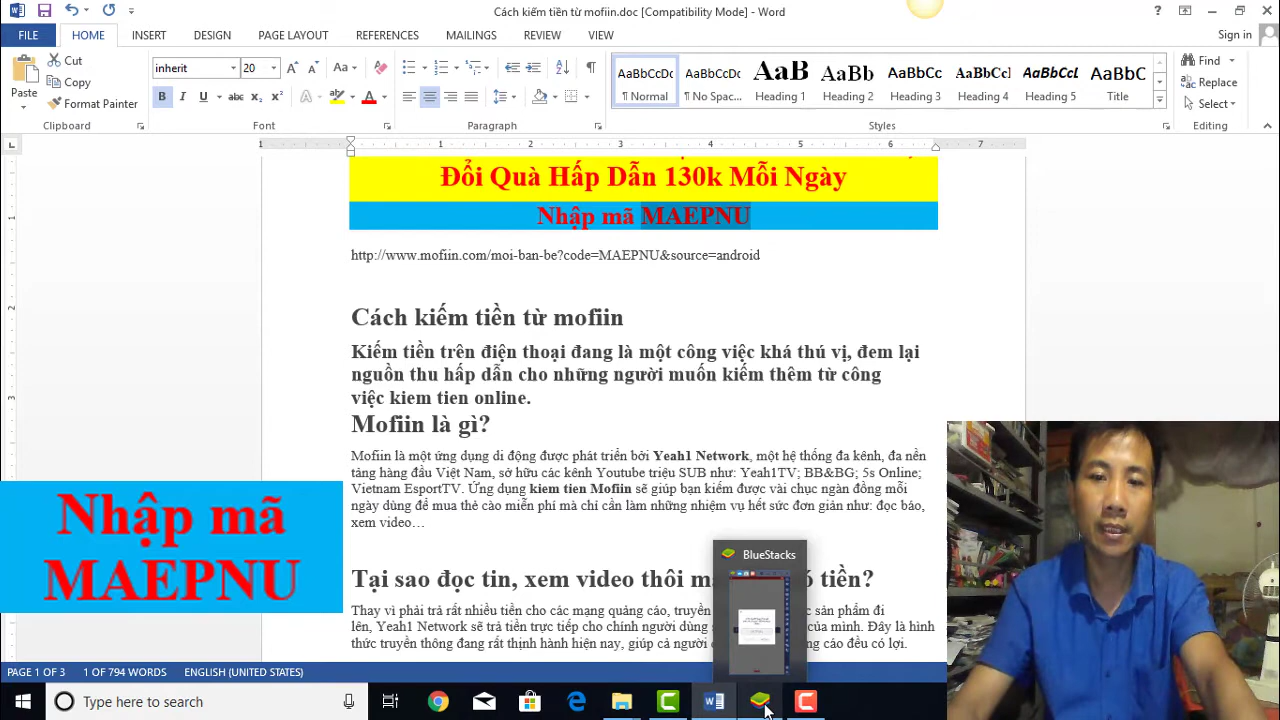 Cách kiếm tiền từ mofiin.doc [Compatibility Mode] - Word
FILE HOME INSERT DESIGN PAGE LAYOUT REFERENCES MAILINGS REVIEW VIEW Sign in
Paste Cut Copy Format Painter
inherit 20
AaBbCcDc AaBbCcDc AaB AaBb AaBbCc AaBbCcl AaBbCcL AaBbC
¶ Normal ¶ No Spac... Heading 1 Heading 2 Heading 3 Heading 4 Heading 5 Title
Find Replace Select
Clipboard Font Paragraph Styles Editing
1 1 2 3 4 5 6 7
Đổi Quà Hấp Dẫn 130k Mỗi Ngày
Nhập mã MAEPNU
http://www.mofiin.com/moi-ban-be?code=MAEPNU&source=android
Cách kiếm tiền từ mofiin
Kiếm tiền trên điện thoại đang là một công việc khá thú vị, đem lại
nguồn thu hấp dẫn cho những người muốn kiếm thêm từ công
việc kiem tien online.
Mofiin là gì?
Mofiin là một ứng dụng di động được phát triển bởi Yeah1 Network, một hệ thống đa kênh, đa nền
tảng hàng đầu Việt Nam, sở hữu các kênh Youtube triệu SUB như: Yeah1TV; BB&BG; 5s Online;
Vietnam EsportTV. Ứng dụng kiem tien Mofiin sẽ giúp bạn kiếm được vài chục ngàn đồng mỗi
ngày dùng để mua thẻ cào miễn phí mà chỉ cần làm những nhiệm vụ hết sức đơn giản như: đọc báo,
xem video…
Nhập mã
MAEPNU
BlueStacks
Tại sao đọc tin, xem video thôi mà có tiền?
Thay vì phải trả rất nhiều tiền cho các mạng quảng cáo, truyền sản phẩm đi
lên, Yeah1 Network sẽ trả tiền trực tiếp cho chính người dùng của mình. Đây là hình
thức truyền thông đang rất thịnh hành hiện nay, giúp cả người cáo đều có lợi.
PAGE 1 OF 3 1 OF 794 WORDS ENGLISH (UNITED STATES)
Type here to search